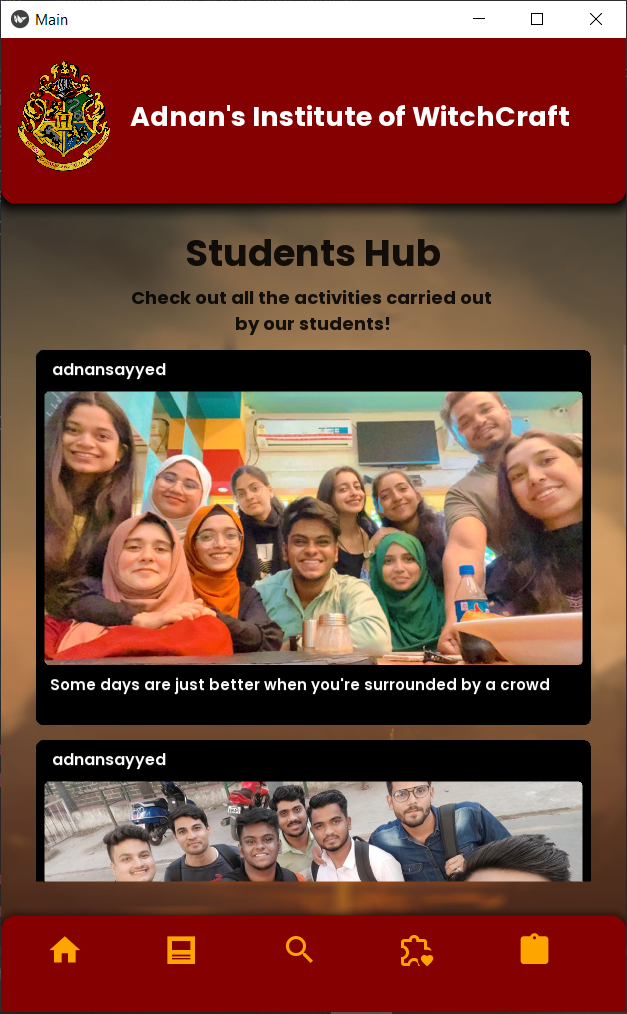 Main
Adnan's Institute of WitchCraft
Students Hub
Check out all the activities carried out
by our students!
adnansayyed
Some days are just better when you're surrounded by a crowd
adnansayyed